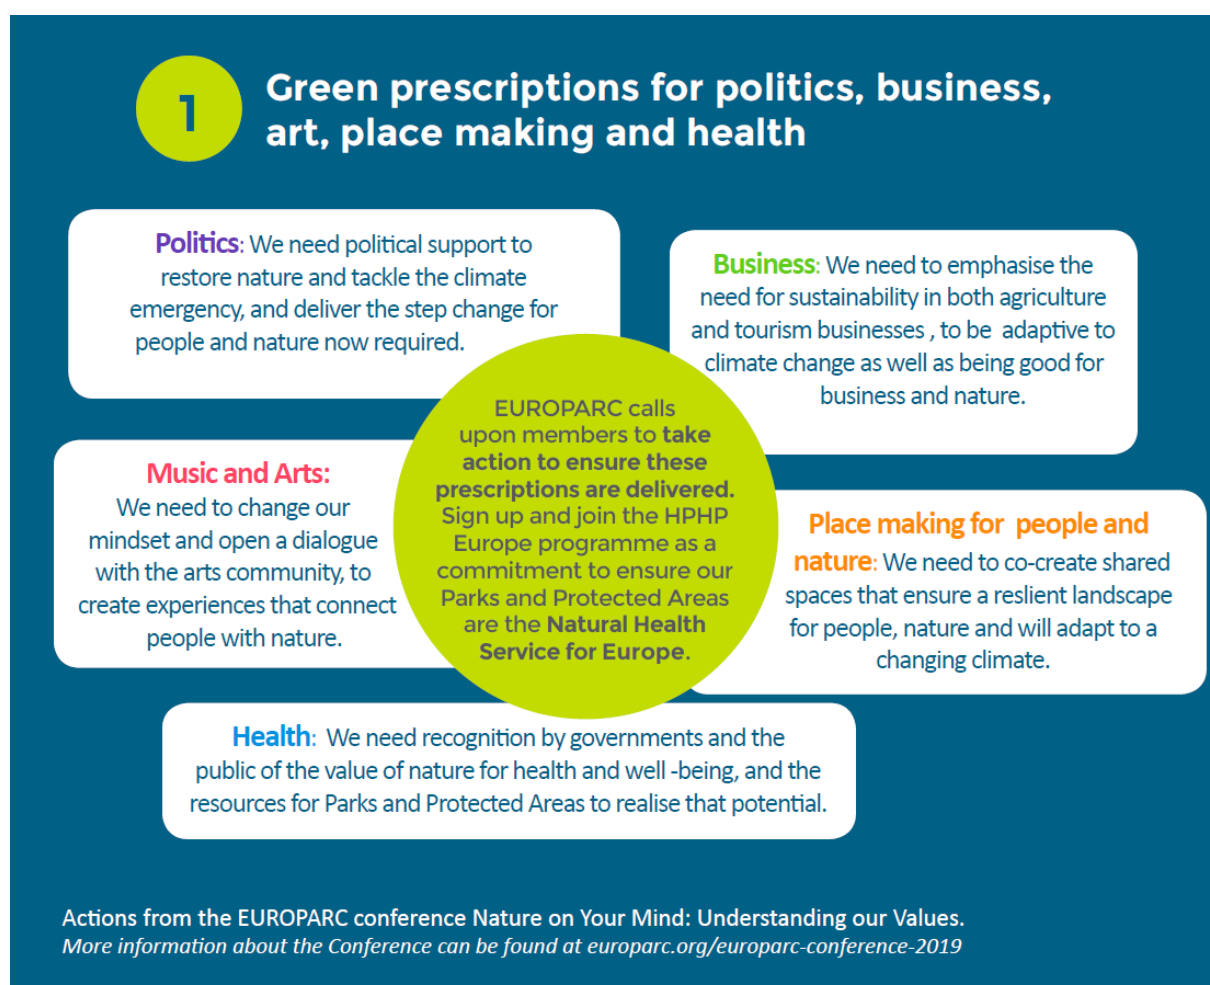 1
Green prescriptions for politics, business,
art, place making and health
Politics: We need political support to
restore nature and tackle the climate
emergency, and deliver the step change for
people and nature now required.
Business: We need to emphasise the
need for sustainability in both agriculture
and tourism businesses , to be  adaptive to
climate change as well as being good for
business and nature.
EUROPARC calls
upon members to take
action to ensure these
prescriptions are delivered.
Sign up and join the HPHP
Europe programme as a
commitment to ensure our
Parks and Protected Areas
are the Natural Health
Service for Europe.
Music and Arts:
We need to change our
mindset and open a dialogue
with the arts community, to
create experiences that connect
people with nature.
Place making for  people and
nature: We need to co-create shared
spaces that ensure a reslient landscape
for people, nature and will adapt to a
changing climate.
Health:  We need recognition by governments and the
public of the value of nature for health and well -being, and the
resources for Parks and Protected Areas to realise that potential.
Actions from the EUROPARC conference Nature on Your Mind: Understanding our Values.
More information about the Conference can be found at europarc.org/europarc-conference-2019